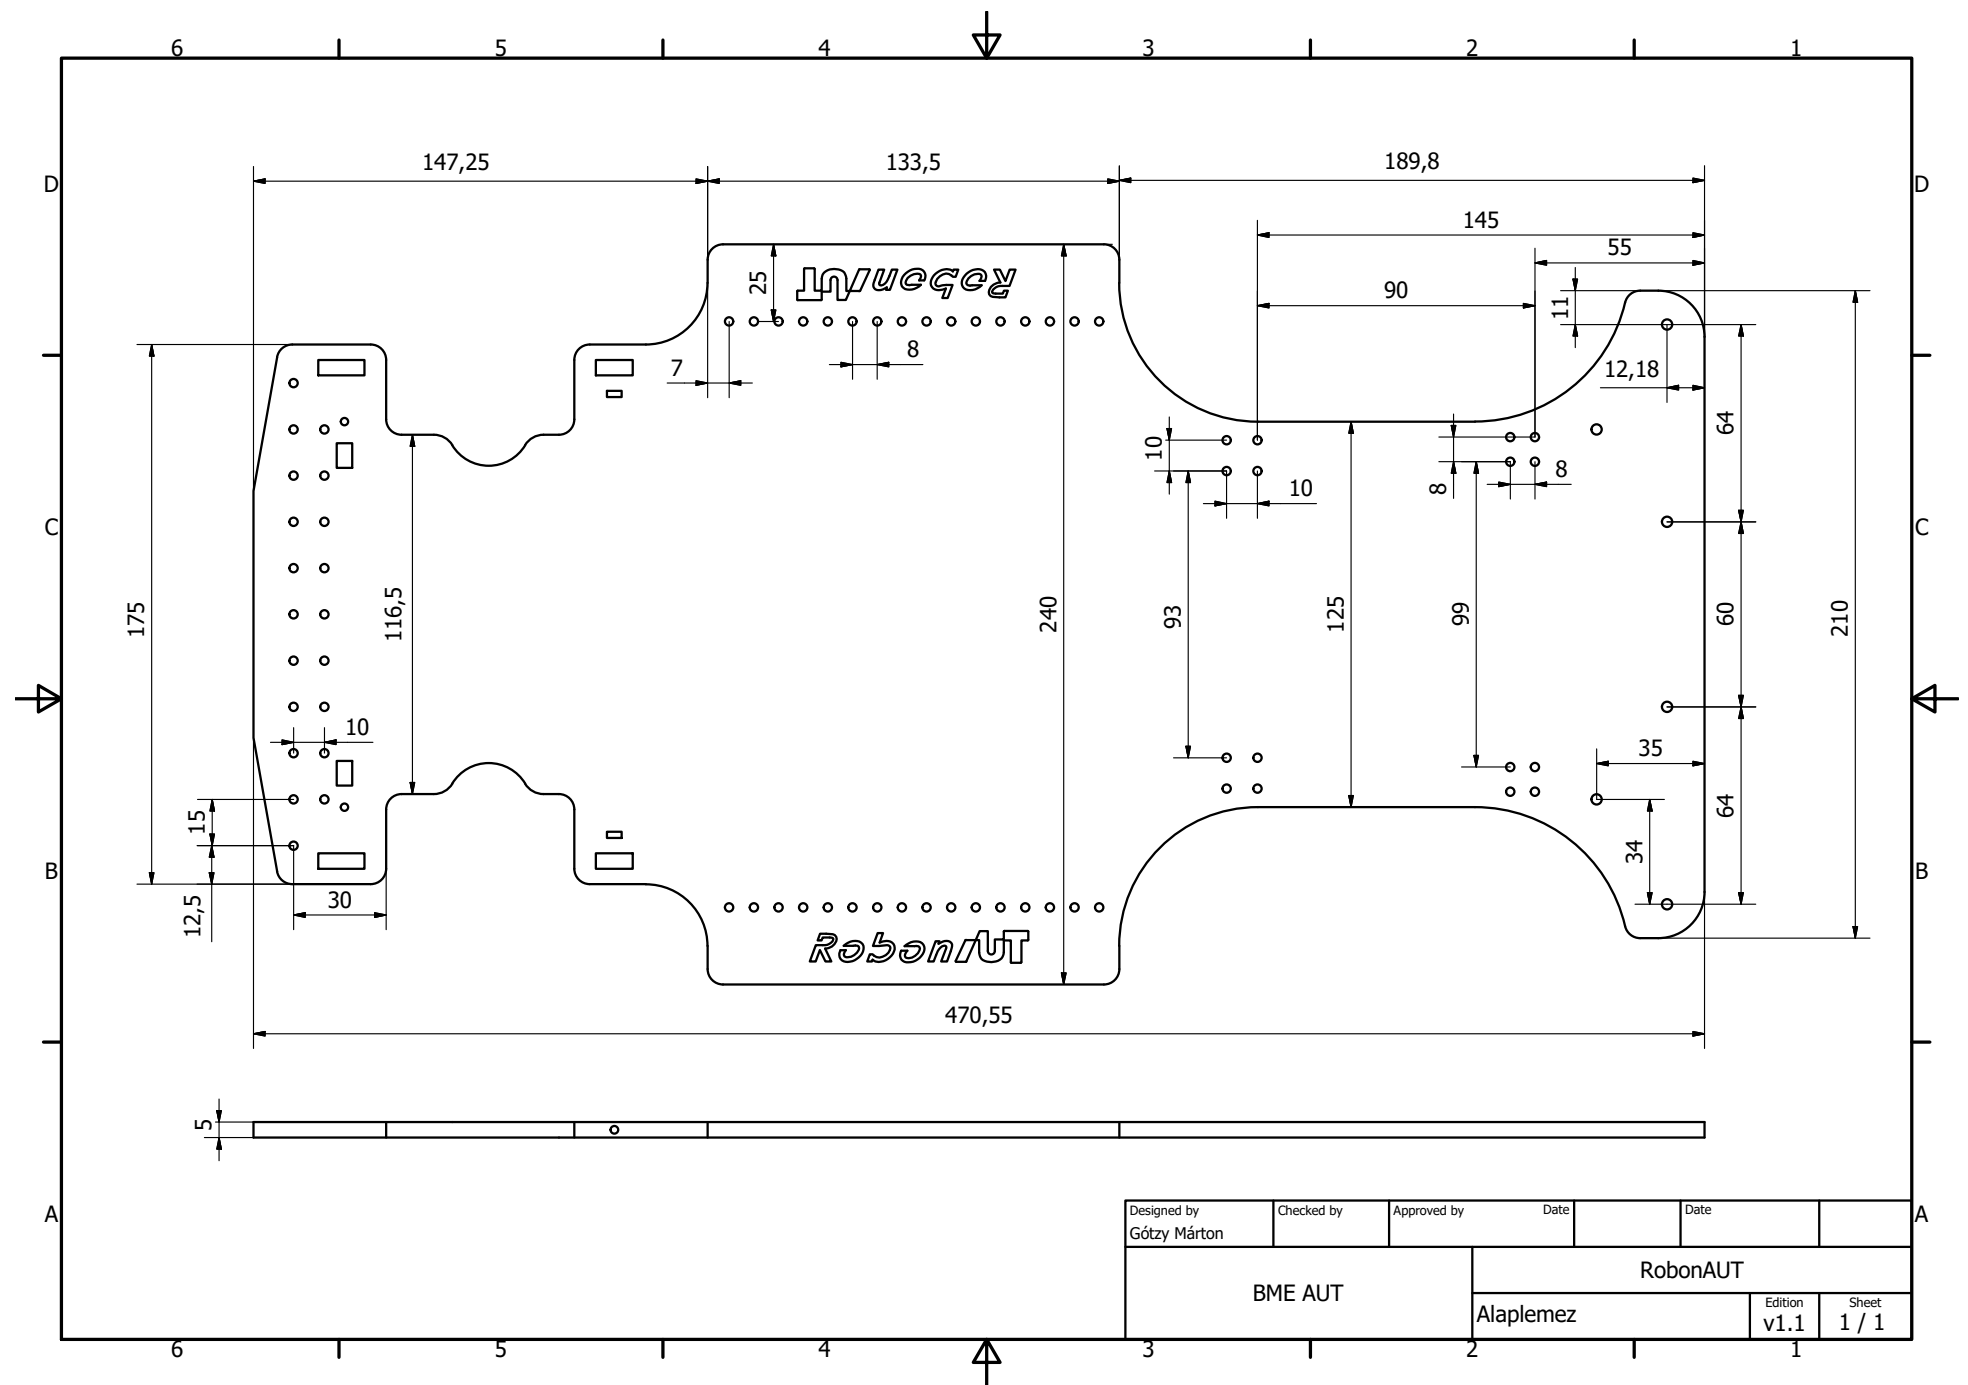 6 5 4 3 2 1
D D
147,25 133,5 189,8
145
55
25
RobonAUT
90
11
7 8
12,18
64
10
8
8
10
C C
175
116,5
240
93
125
99
60
210
10
35
15
64
34
B B
12,5
30
RobonAUT
470,55
5
A A
Designed by Checked by Approved by Date Date
Gótzy Márton
RobonAUT
BME AUT
Alaplemez
Edition Sheet
v1.1 1 / 1
6 5 4 3 2 1